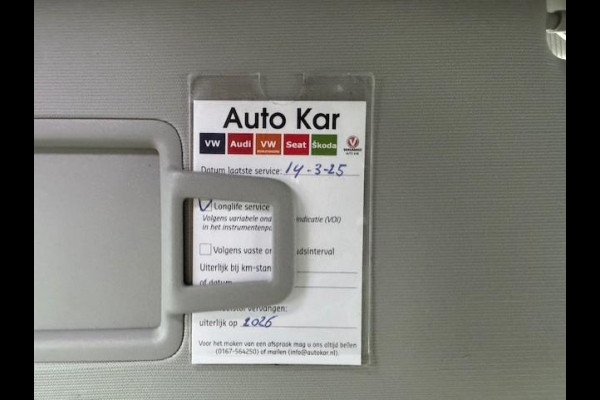 Auto Kar
VW Audi VW Seat Škoda
Datum laatste service: 14-3-25
Longlife service
Volgens variabele ond indicatie (VOI)
in het instrumentenpa
Volgens vaste on dsinterval
Uiterlijk bij km-stan
of datum
vervangen:
uiterlijk op 2026
Voor het maken van een afspraak mag u ons altijd bellen
(0167-564250) of mailen (info@autokar.nl).